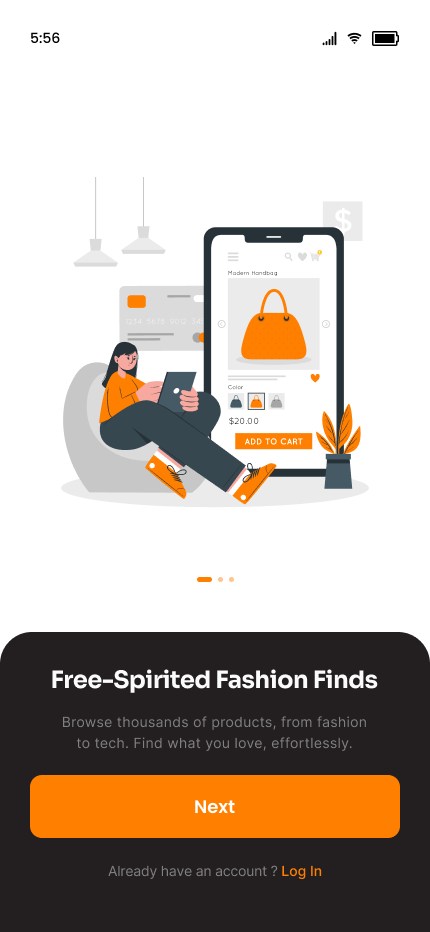 5:56
$
Modern Handbag
Color
$20.00
ADD TO CART
Free-Spirited Fashion Finds
Browse thousands of products, from fashion
to tech. Find what you love, effortlessly.
Next
Already have an account ? Log In